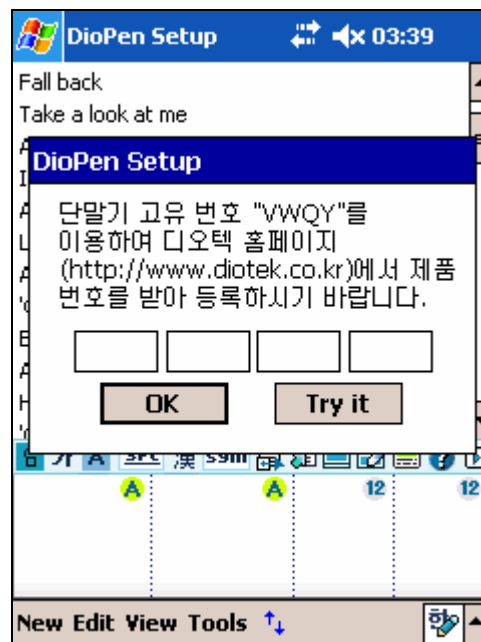 DioPen Setup
03:39
Fall back
Take a look at me
DioPen Setup
단말기 고유 번호 "VWQY"를
이용하여 디오텍 홈페이지
(http://www.diotek.co.kr)에서 제품
번호를 받아 등록하시기 바랍니다.
OK Try it
A A 12 12
New Edit View Tools